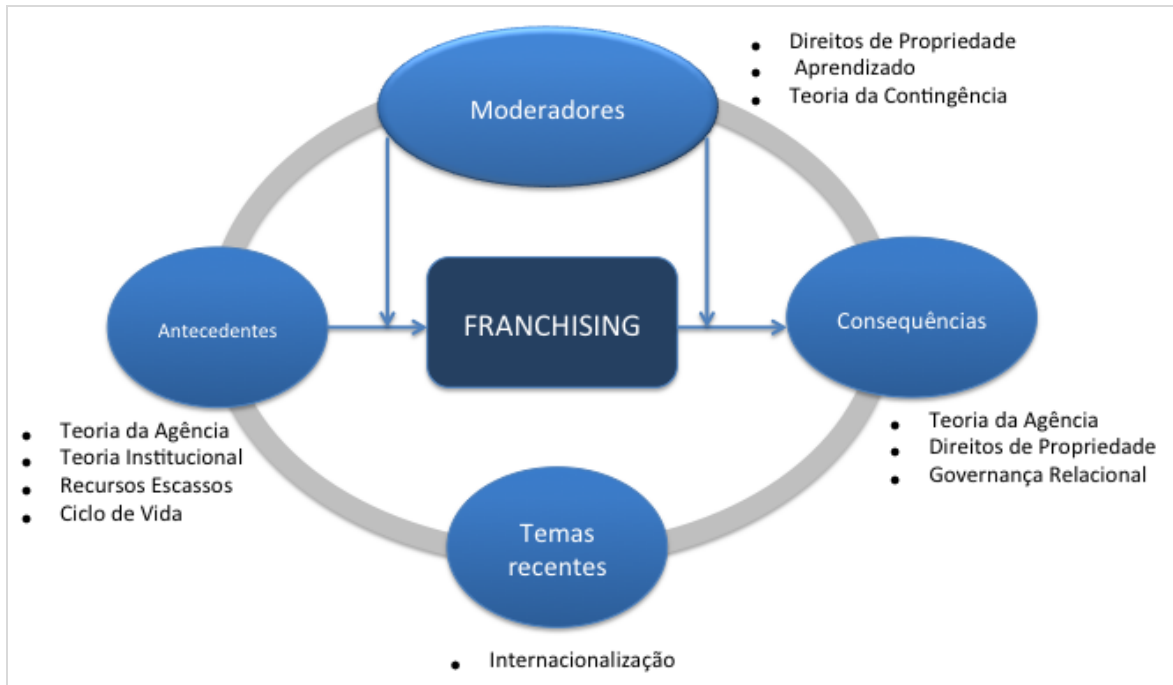 Direitos de Propriedade
Aprendizado
Teoria da Contingência
Moderadores
Antecedentes
FRANCHISING
Consequências
Teoria da Agência
Teoria Institucional
Recursos Escassos
Ciclo de Vida
Teoria da Agência
Direitos de Propriedade
Governança Relacional
Temas
recentes
Internacionalização